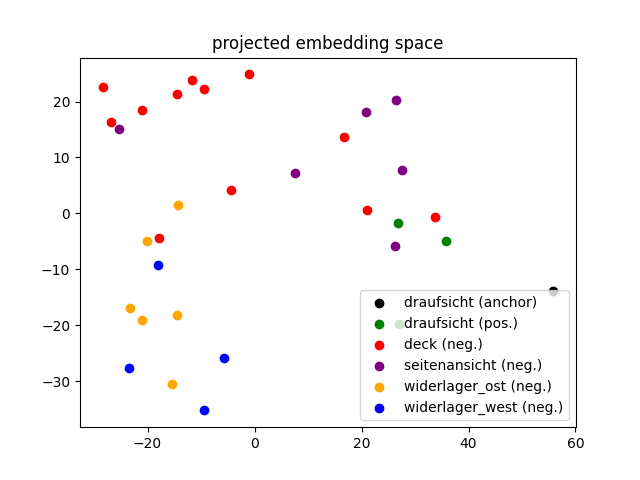 projected embedding space
20
10
0
−10
−20
−30
draufsicht (anchor)
draufsicht (pos.)
deck (neg.)
seitenansicht (neg.)
widerlager_ost (neg.)
widerlager_west (neg.)
−20
0
20
40
60